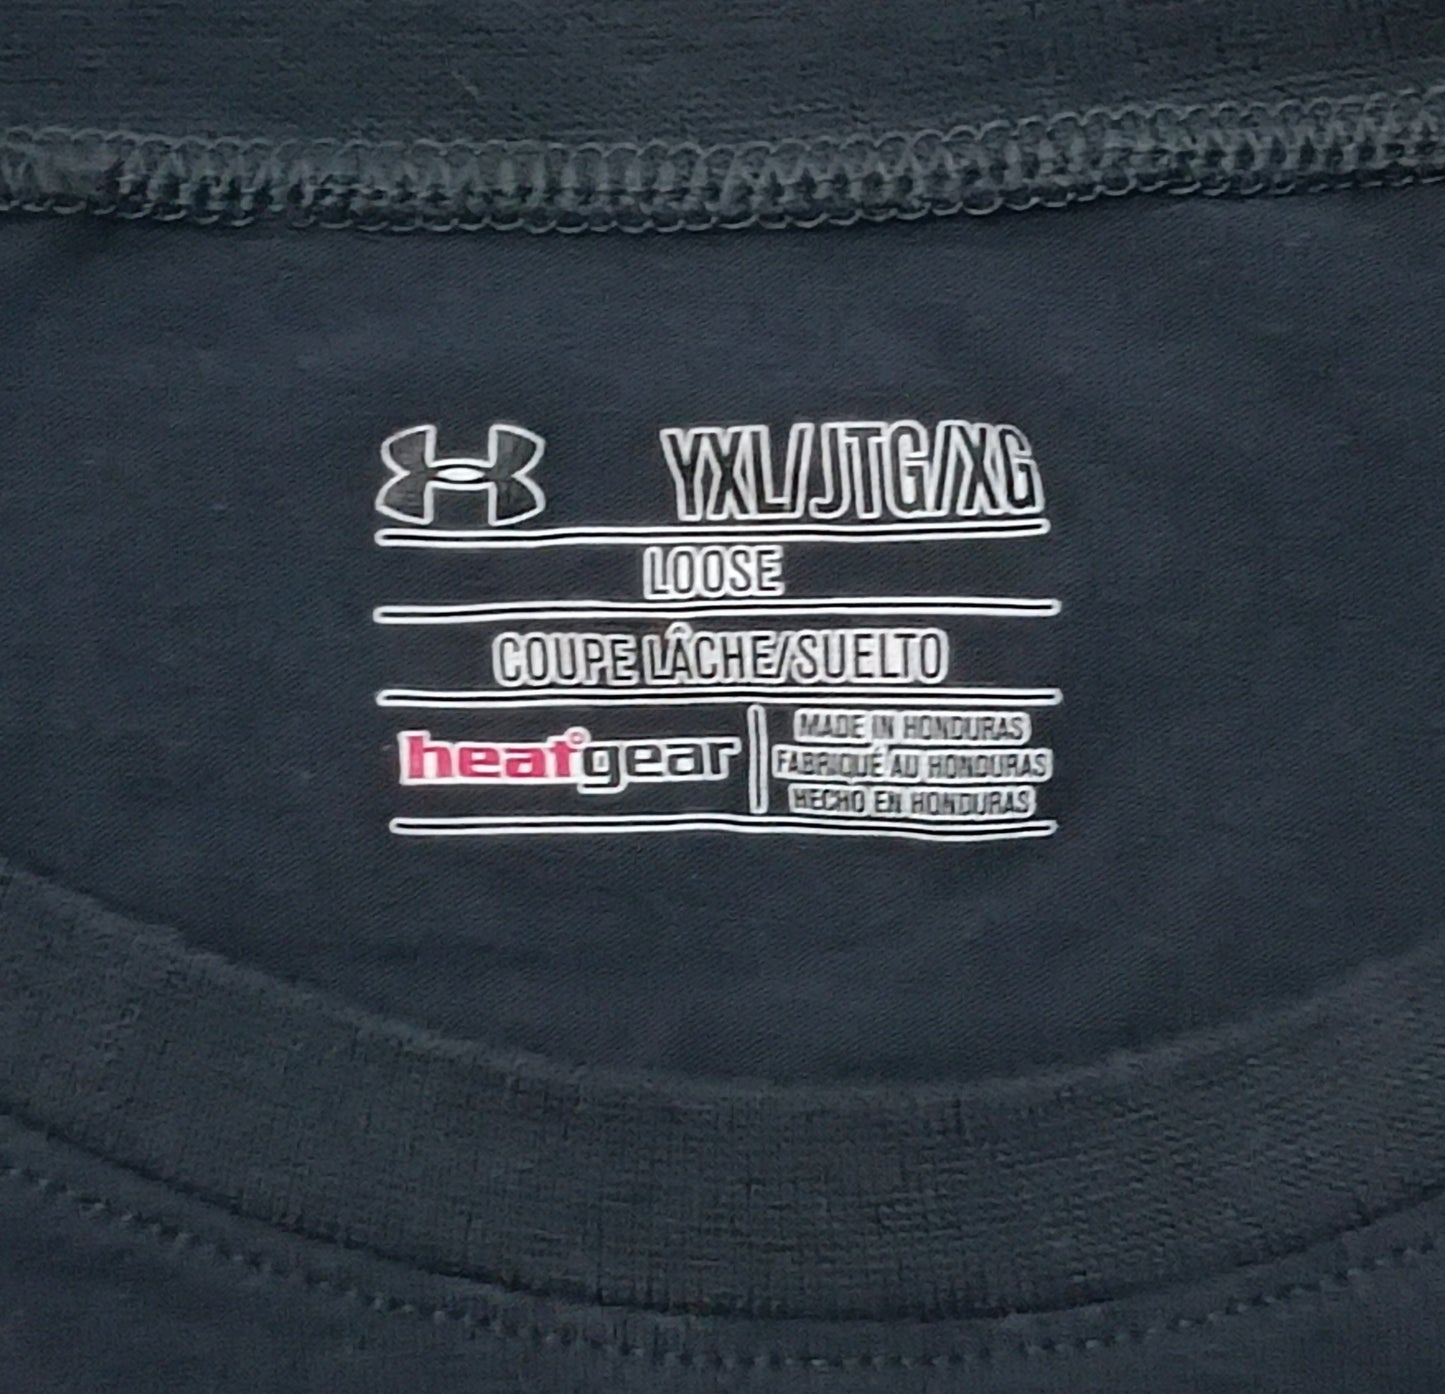 YXL/JTG/XG
LOOSE
COUPE LÂCHE/SUELTO
heatgear
MADE IN HONDURAS
FABRIQUÉ AU HONDURAS
HECHO EN HONDURAS